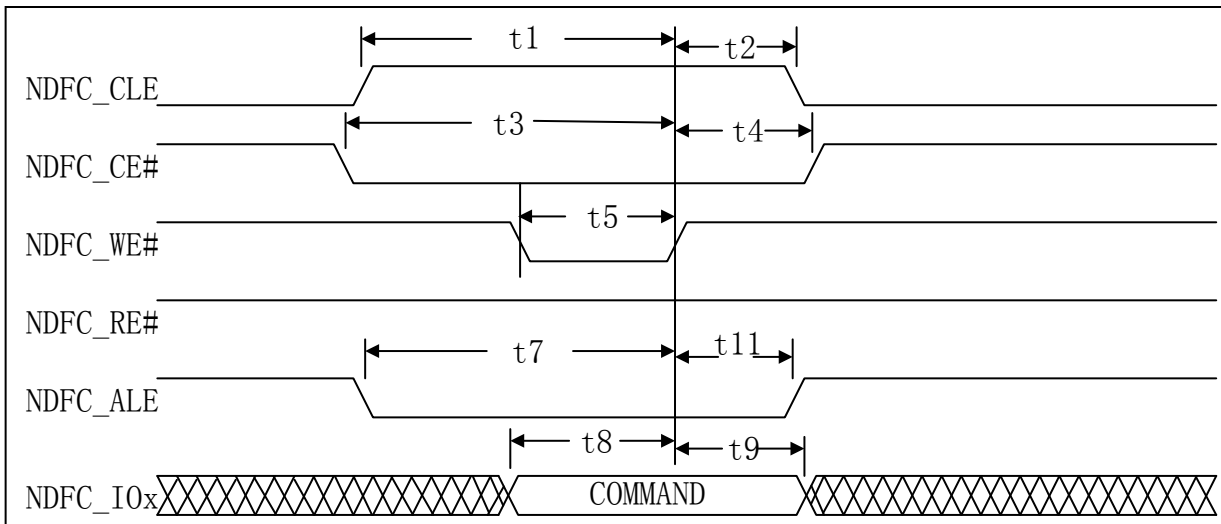 t1
t2
NDFC_CLE
t3
t4
NDFC_CE#
t5
NDFC_WE#
NDFC_RE#
t7
t11
NDFC_ALE
t8
t9
NDFC_IOx
COMMAND